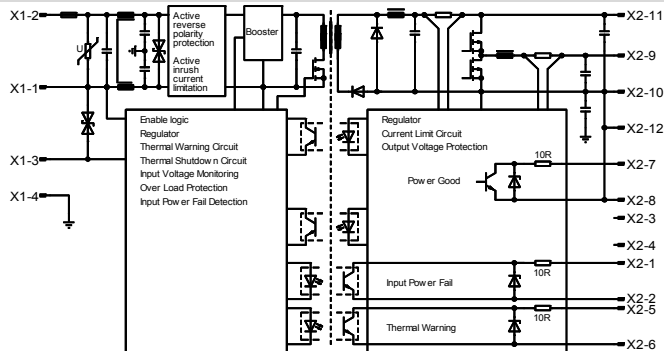 X1-2
X1-1
X1-3
X1-4
U
Active
reverse
polarity
protection
Active
inrush
current
limitation
Booster
Enable logic
Regulator
Thermal Warning Circuit
Thermal Shutdown Circuit
Input Voltage Monitoring
Over Load Protection
Input Power Fail Detection
Regulator
Current Limit Circuit
Output Voltage Protection
Power Good
10R
Input Power Fail
10R
Thermal Warning
10R
X2-11
X2-9
X2-10
X2-12
X2-7
X2-8
X2-3
X2-4
X2-1
X2-2
X2-5
X2-6